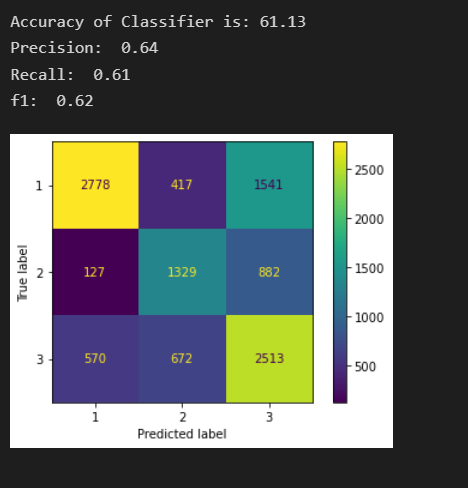 Accuracy of Classifier is: 61.13
Precision:  0.64
Recall:  0.61
f1:  0.62
1 2778 417 1541
2 127 1329 882
3 570 672 2513
1 2 3
True label
Predicted label
2500
2000
1500
1000
500